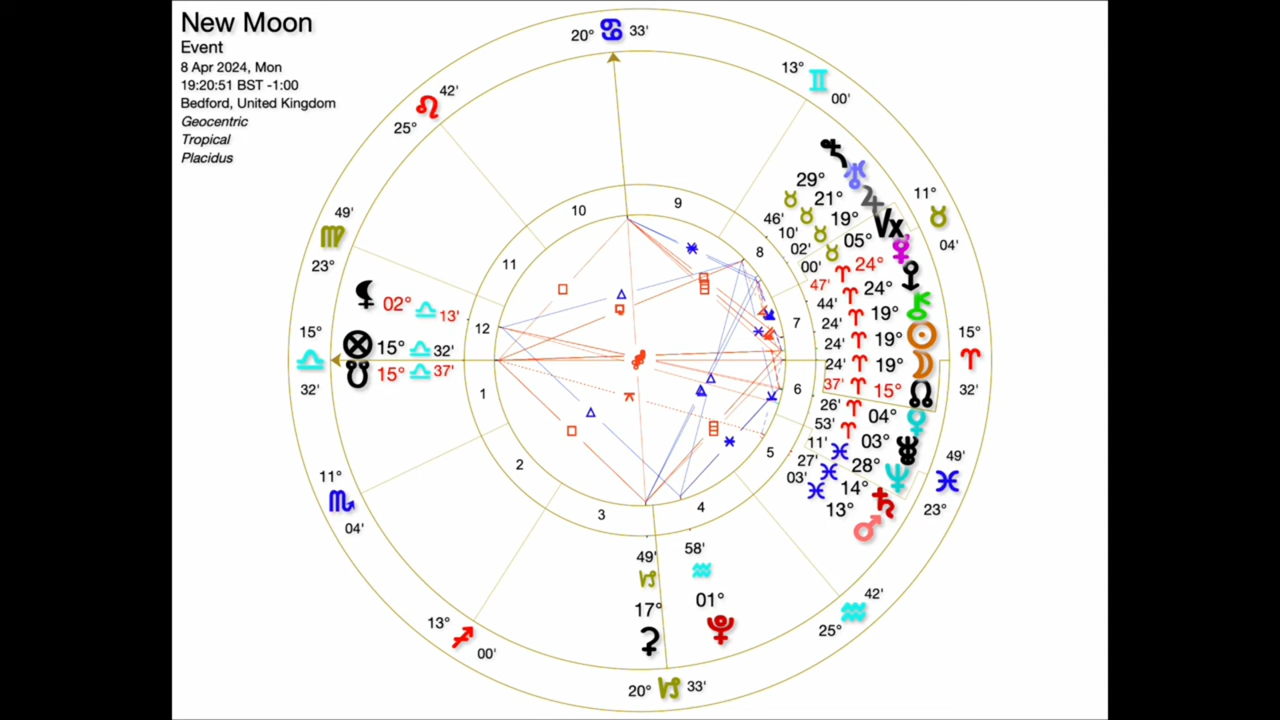 New Moon
Event
8 Apr 2024, Mon
19:20:51 BST -1:00
Bedford, United Kingdom
Geocentric
Tropical
Placidus
20° ♋ 33'
13° ♊ 00'
11° ♉ 04'
15° ♈ 32'
49' ♓ 23°
42' ♒ 25°
20° ♑ 33'
13° ♐ 00'
11° ♏ 04'
15° ♎ 32'
49' ♍ 23°
42' ♌ 25°
10
9
11
8
12
7
1
6
2
5
3
4
29° ♉ 46'
21° ♉ 10'
♃ 19° ♉ 02'
Vx 05° ♉ 00'
24° ♈ 47'
24° ♈ 44'
19° ♈ 24'
☉ 19° ♈ 24'
☽ 19° ♈ 24'
☊ 15° ♈ 37'
♀ 04° ♈ 26'
03° ♈ 53'
♆ 28° ♓ 11'
♄ 14° ♓ 27'
♂ 13° ♓ 03'
⚸ 02° ♎ 13'
⊗ 15° ♎ 32'
☋ 15° ♎ 37'
49' ♑ 17° ⚳
58' ♒ 01° ♇